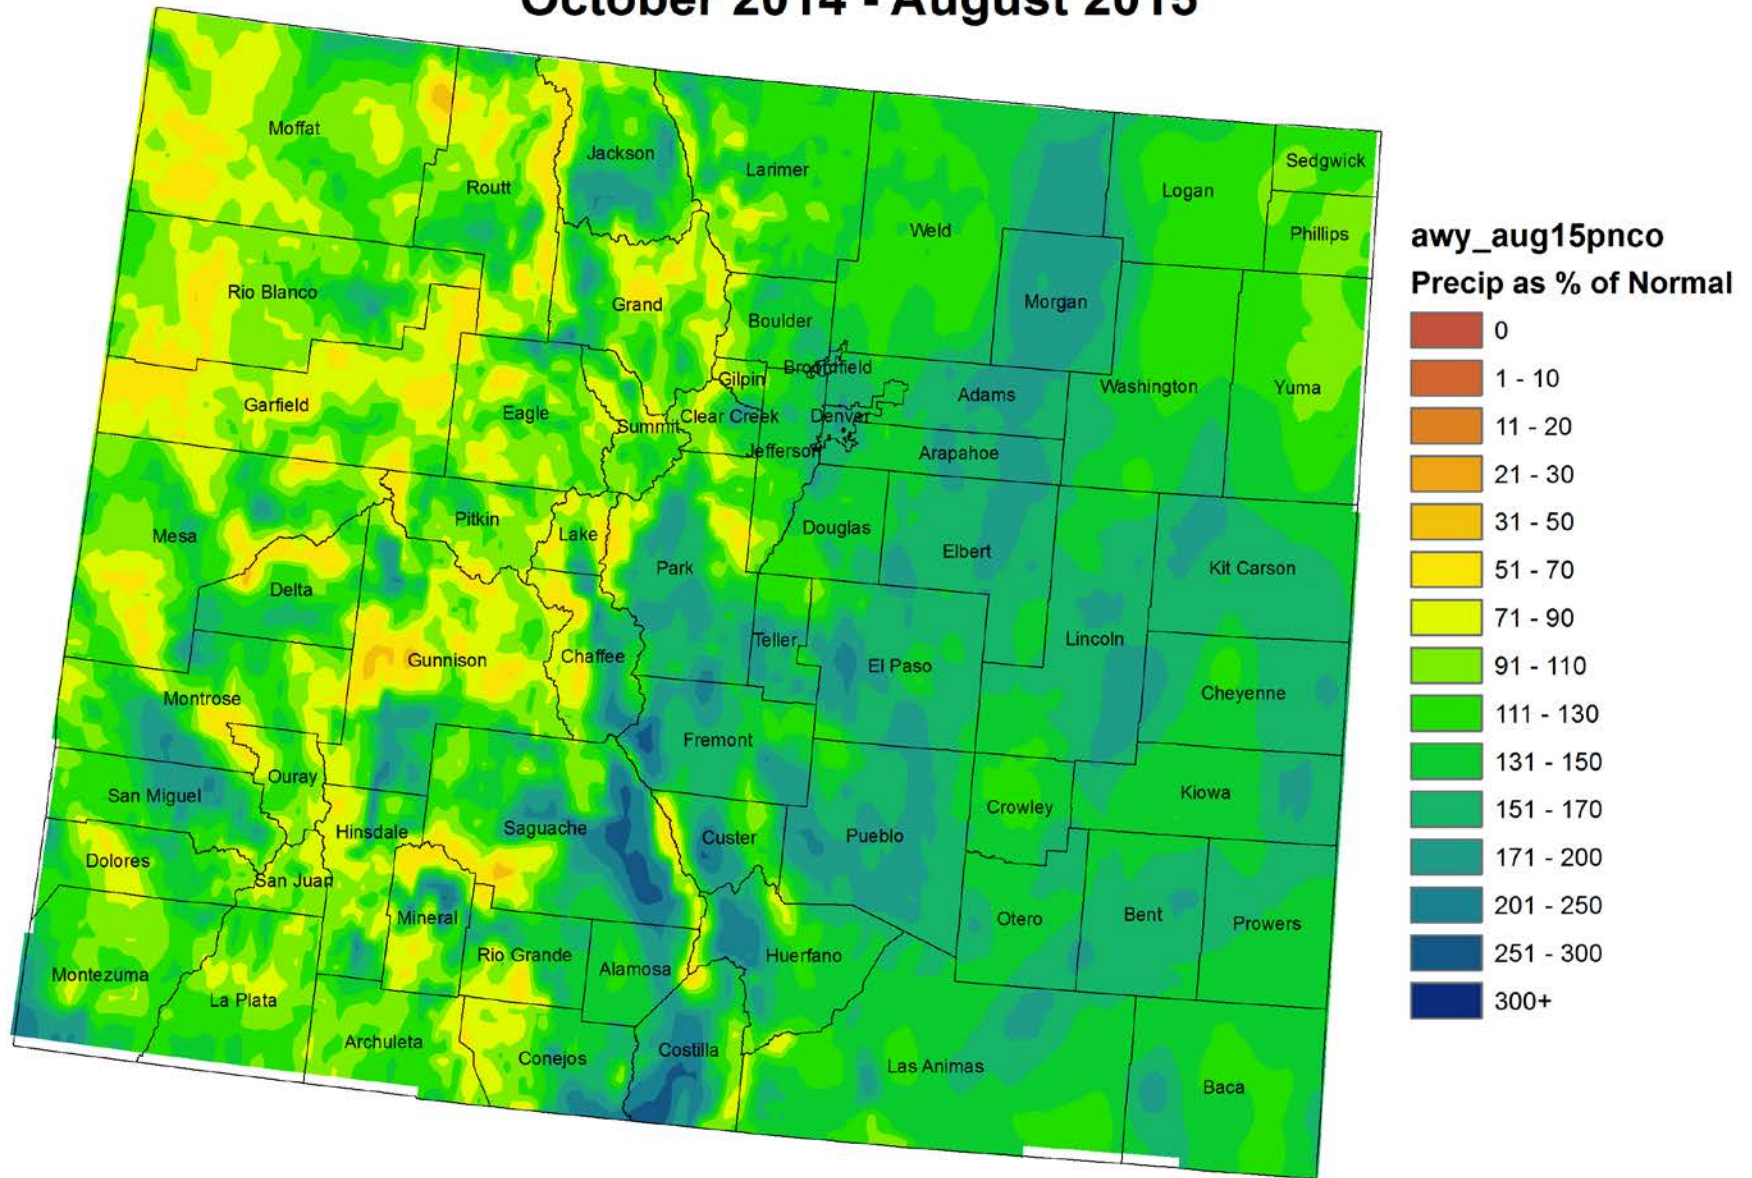 October 2014 - August 2015
Moffat
Routt
Jackson
Larimer
Weld
Logan
Sedgwick
Phillips
Rio Blanco
Grand
Boulder
Morgan
Washington
Yuma
Garfield
Eagle
Summit
Gilpin
Clear Creek
Broomfield
Denver
Jefferson
Adams
Arapahoe
Mesa
Pitkin
Lake
Park
Douglas
Elbert
Kit Carson
Delta
Gunnison
Chaffee
Teller
El Paso
Lincoln
Cheyenne
Montrose
Ouray
Fremont
Crowley
Kiowa
San Miguel
Hinsdale
Saguache
Custer
Pueblo
Dolores
San Juan
Mineral
Otero
Bent
Prowers
Montezuma
La Plata
Rio Grande
Alamosa
Huerfano
Archuleta
Conejos
Costilla
Las Animas
Baca
awy_aug15pnco
Precip as % of Normal
0
1 - 10
11 - 20
21 - 30
31 - 50
51 - 70
71 - 90
91 - 110
111 - 130
131 - 150
151 - 170
171 - 200
201 - 250
251 - 300
300+